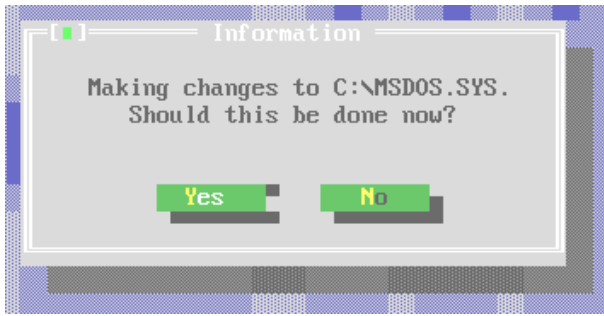 Information
Making changes to C:\MSDOS.SYS.
Should this be done now?
Yes No